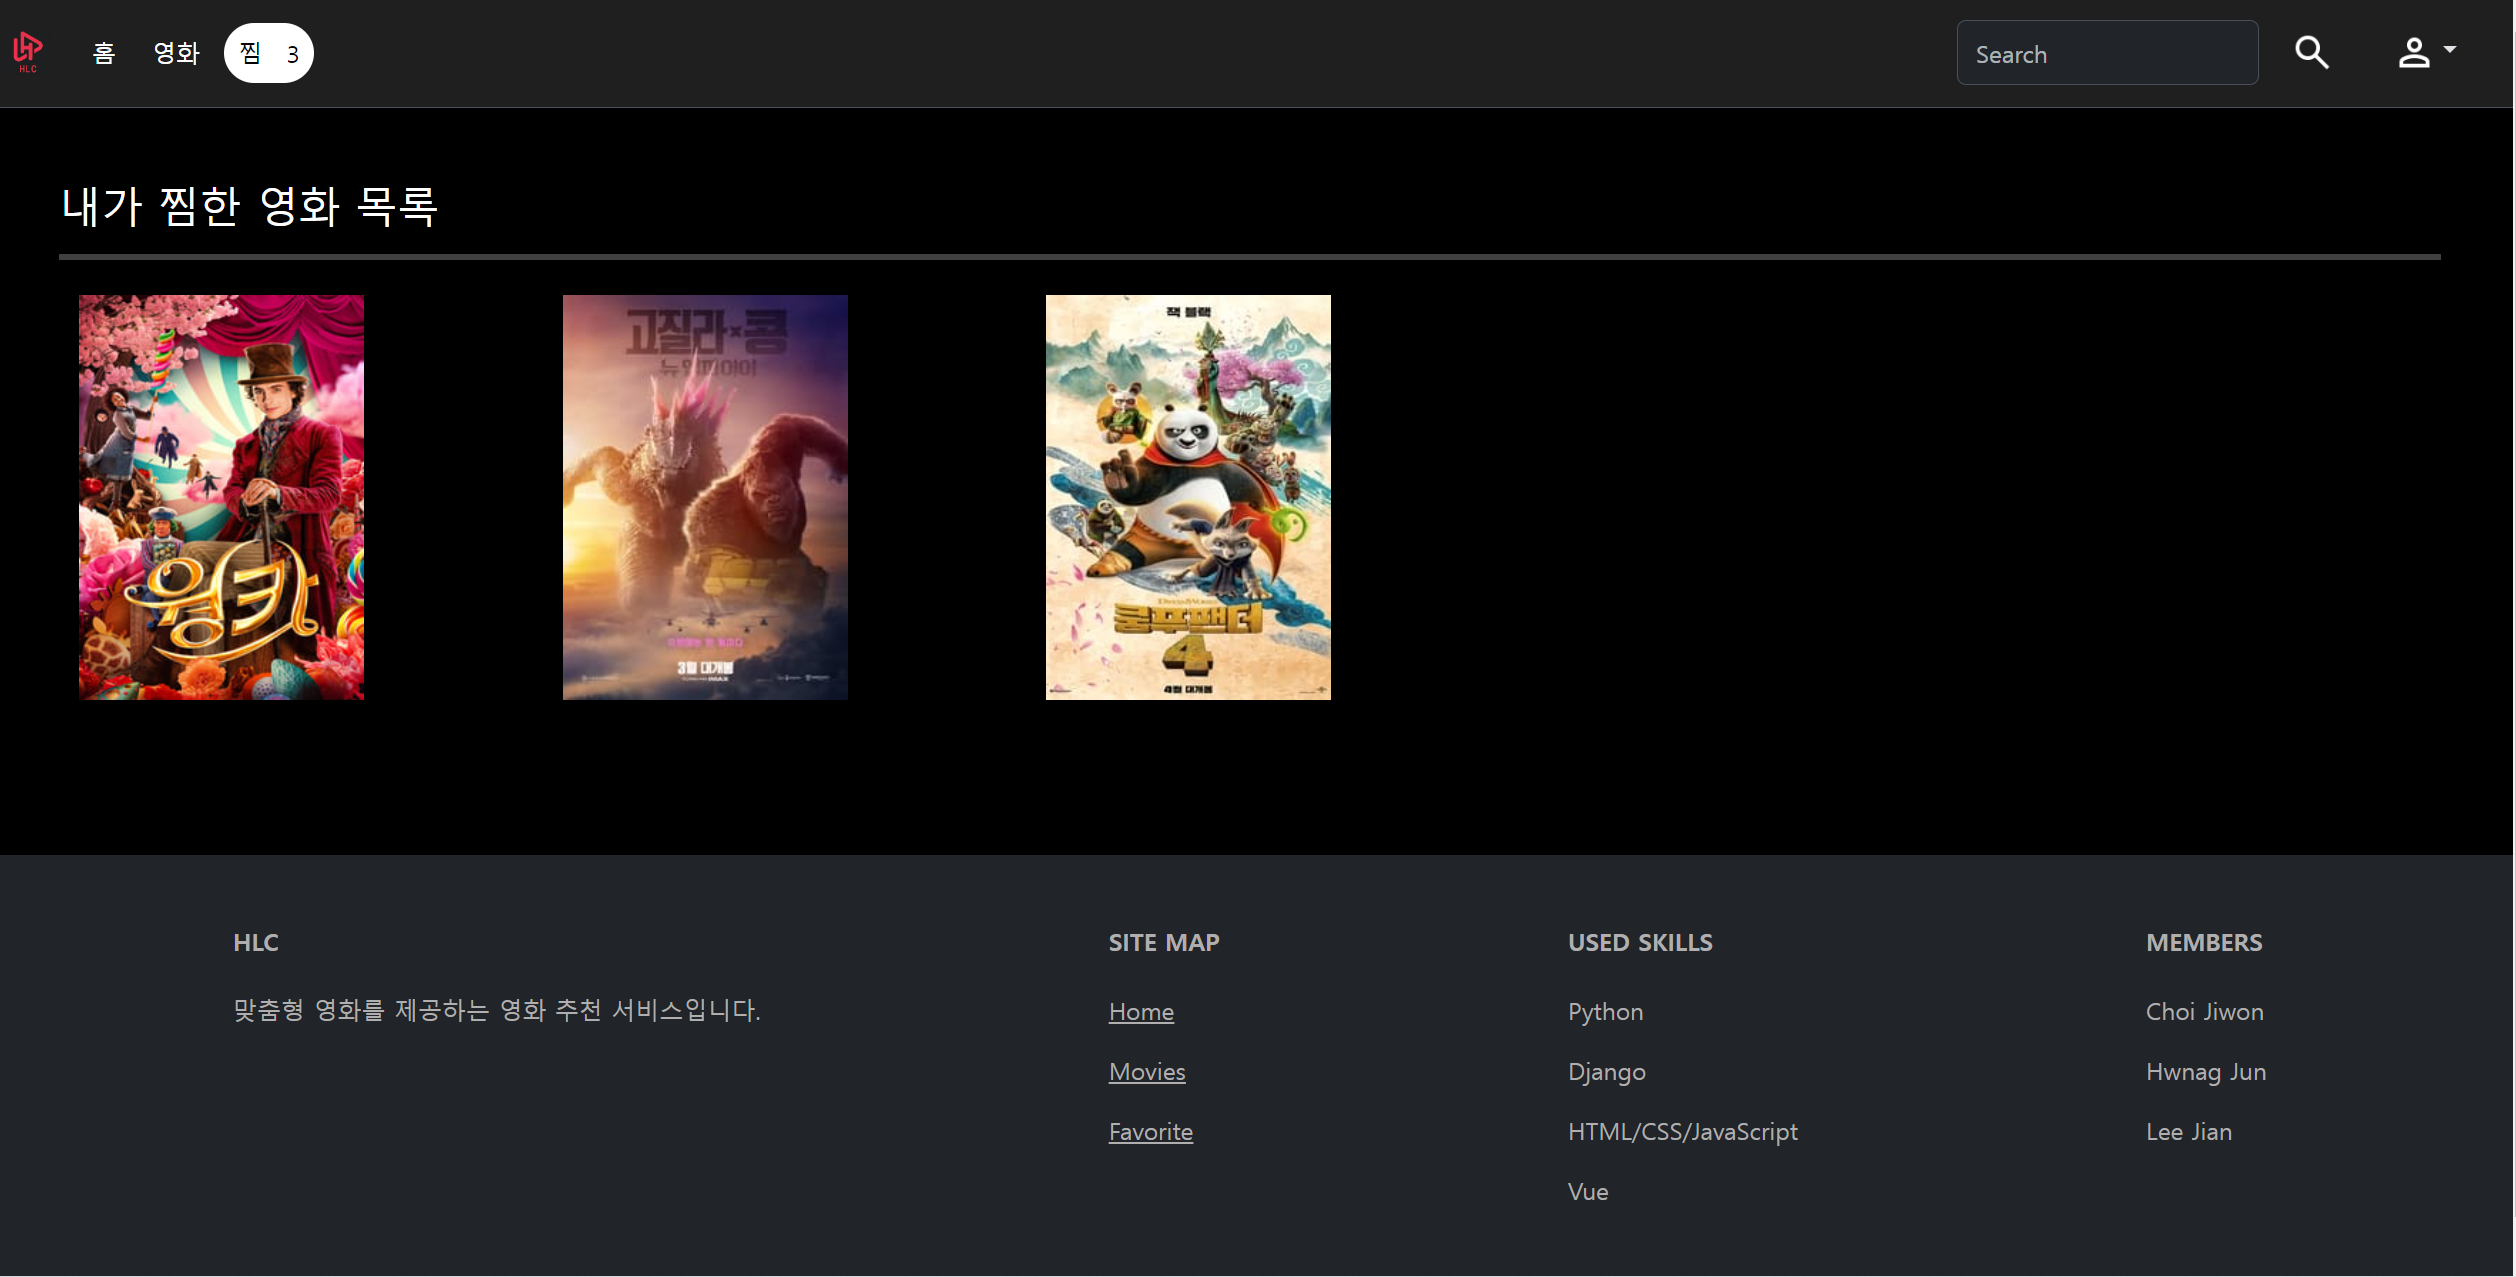 HLC
홈
영화
찜 3
Search
내가 찜한 영화 목록
웡카
고질라×콩
뉴 엠파이어
3월 대개봉
잭 블랙
쿵푸팬더
4
4월 대개봉
HLC
맞춤형 영화를 제공하는 영화 추천 서비스입니다.
SITE MAP
Home
Movies
Favorite
USED SKILLS
Python
Django
HTML/CSS/JavaScript
Vue
MEMBERS
Choi Jiwon
Hwnag Jun
Lee Jian